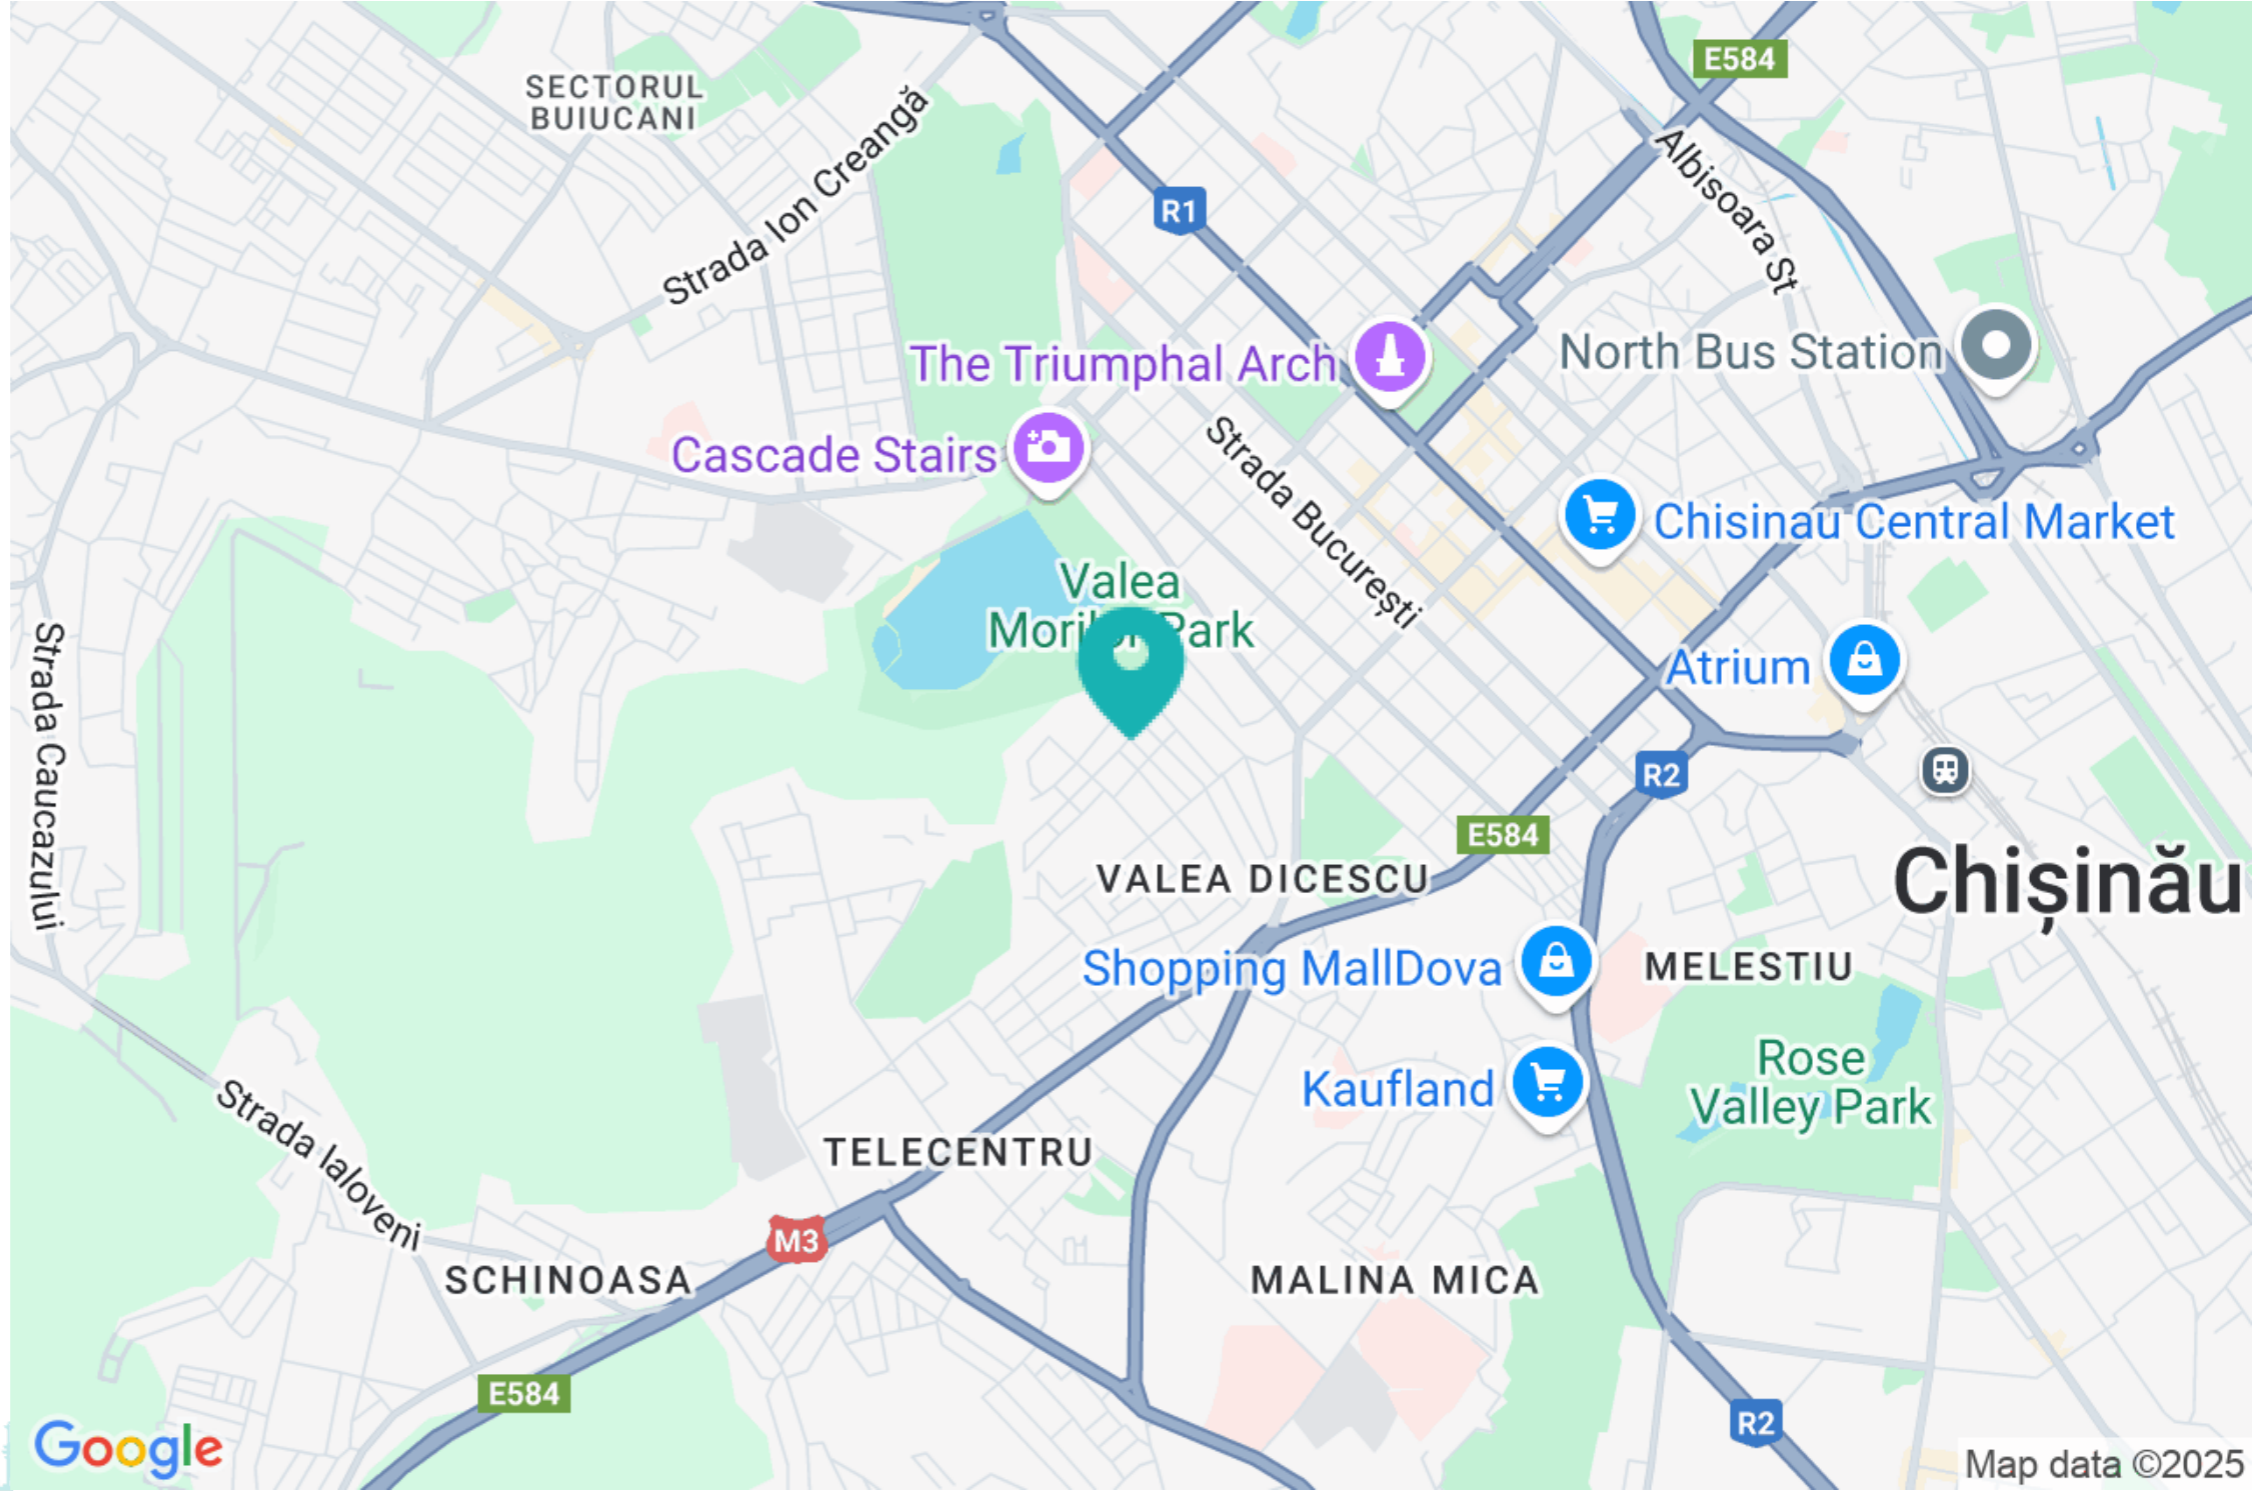 E584
SECTORUL
BUIUCANI
Strada Ion Creangă
Albisoara St
R1
The Triumphal Arch
North Bus Station
Cascade Stairs
Strada București
Chisinau Central Market
Valea
Morilor Park
Strada Caucazului
Atrium
R2
E584
VALEA DICESCU
Chișinău
Shopping MallDova
MELESTIU
Kaufland
Rose
Valley Park
Strada Ialoveni
TELECENTRU
M3
SCHINOASA
MALINA MICA
E584
R2
Google
Map data ©2025